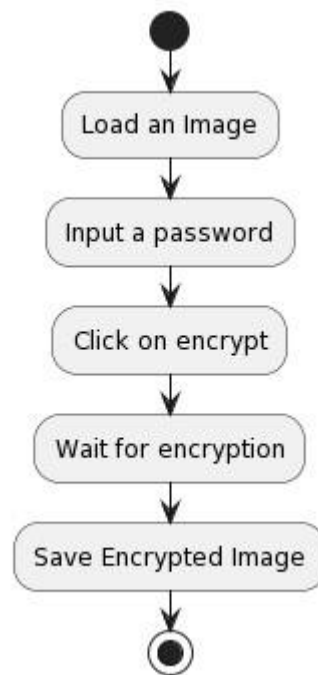 Load an Image
Input a password
Click on encrypt
Wait for encryption
Save Encrypted Image